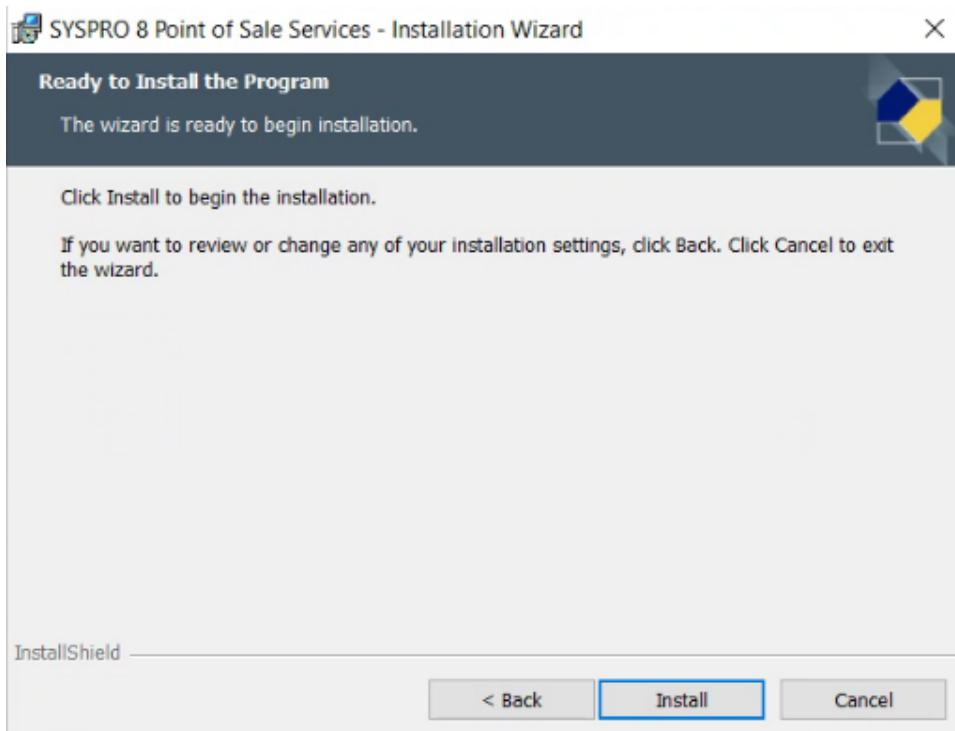 SYSPRO 8 Point of Sale Services - Installation Wizard
Ready to Install the Program
The wizard is ready to begin installation.
Click Install to begin the installation.
If you want to review or change any of your installation settings, click Back. Click Cancel to exit
the wizard.
InstallShield
< Back Install Cancel